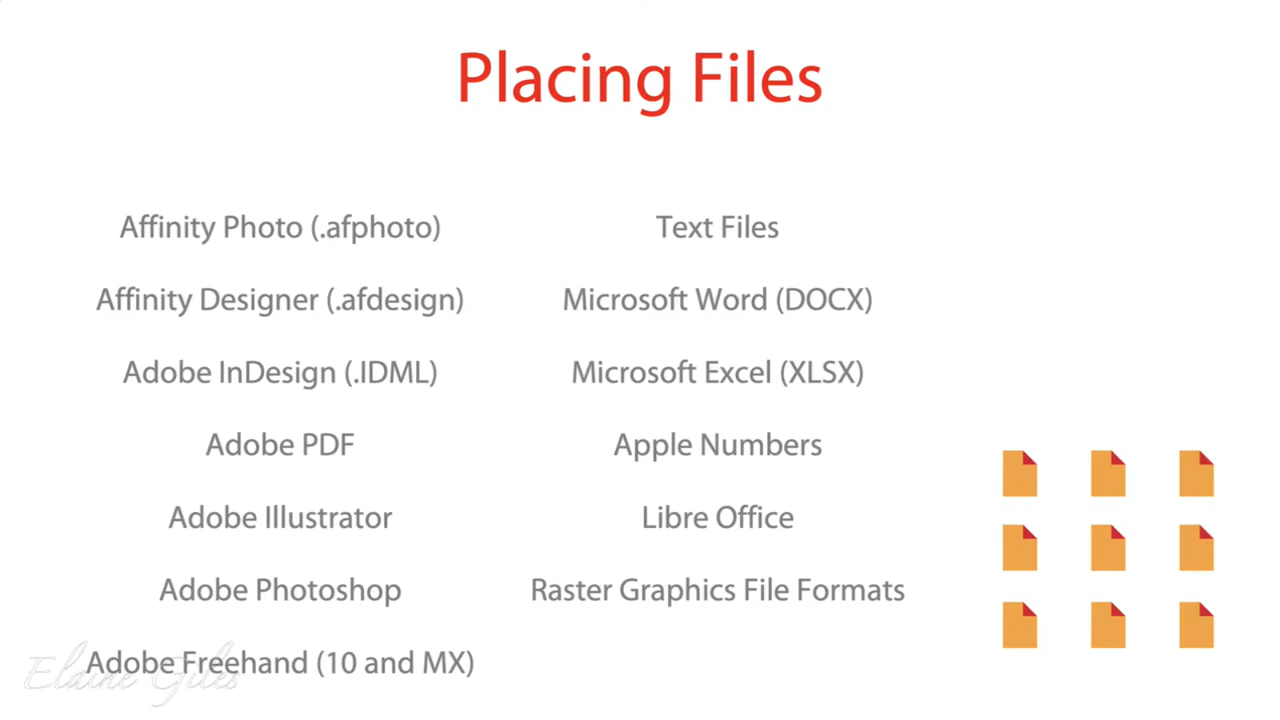 Placing Files
Affinity Photo (.afphoto)
Affinity Designer (.afdesign)
Adobe InDesign (.IDML)
Adobe PDF
Adobe Illustrator
Adobe Photoshop
Adobe Freehand (10 and MX)
Text Files
Microsoft Word (DOCX)
Microsoft Excel (XLSX)
Apple Numbers
Libre Office
Raster Graphics File Formats
Elaine Giles